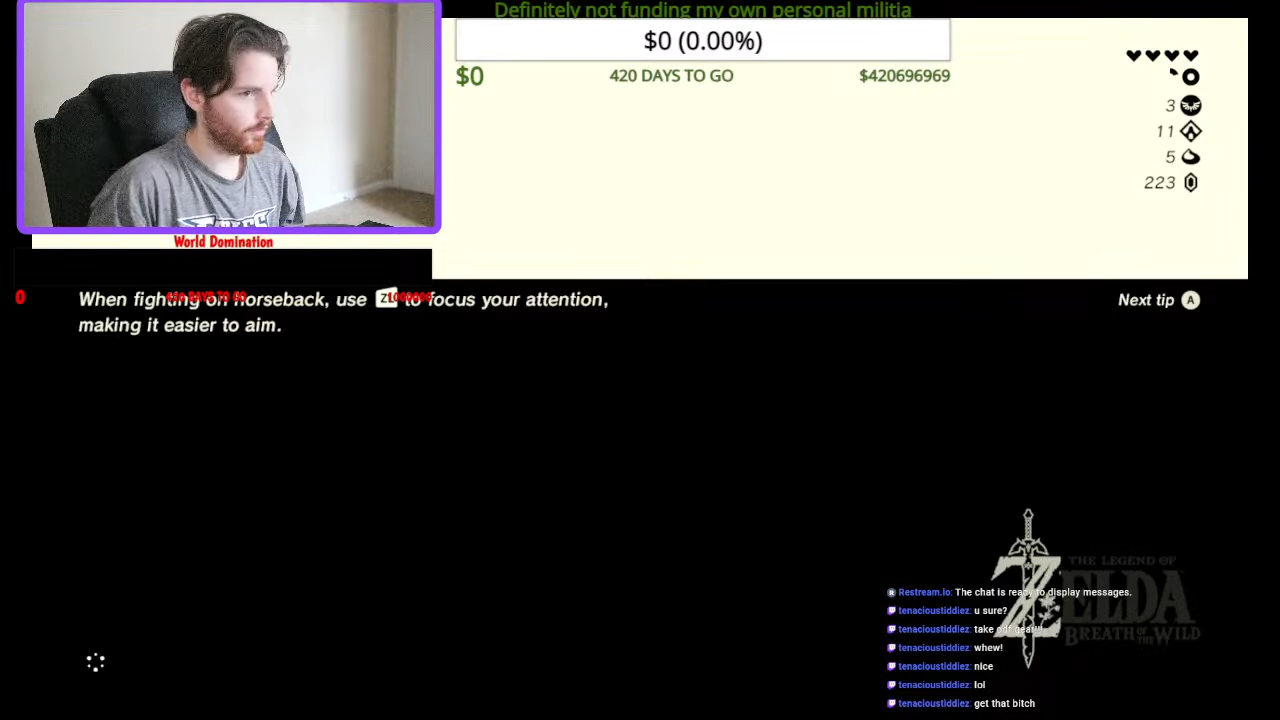 Definitely not funding my own personal militia
$0 (0.00%)
$0 420 DAYS TO GO $420696969
3
11
5
223
World Domination
0
When fighting on horseback, use ZL to focus your attention,
making it easier to aim.
Next tip A
THE LEGEND OF
ZELDA
BREATH OF THE WILD
Restream.io: The chat is ready to display messages.
tenacioustiddiez: u sure?
tenacioustiddiez: take off gear!!!
tenacioustiddiez: whew!
tenacioustiddiez: nice
tenacioustiddiez: lol
tenacioustiddiez: get that bitch